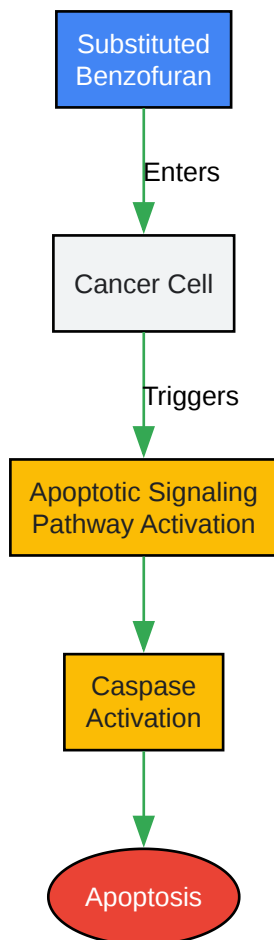 Substituted
Benzofuran
Enters
Cancer Cell
Triggers
Apoptotic Signaling
Pathway Activation
Caspase
Activation
Apoptosis